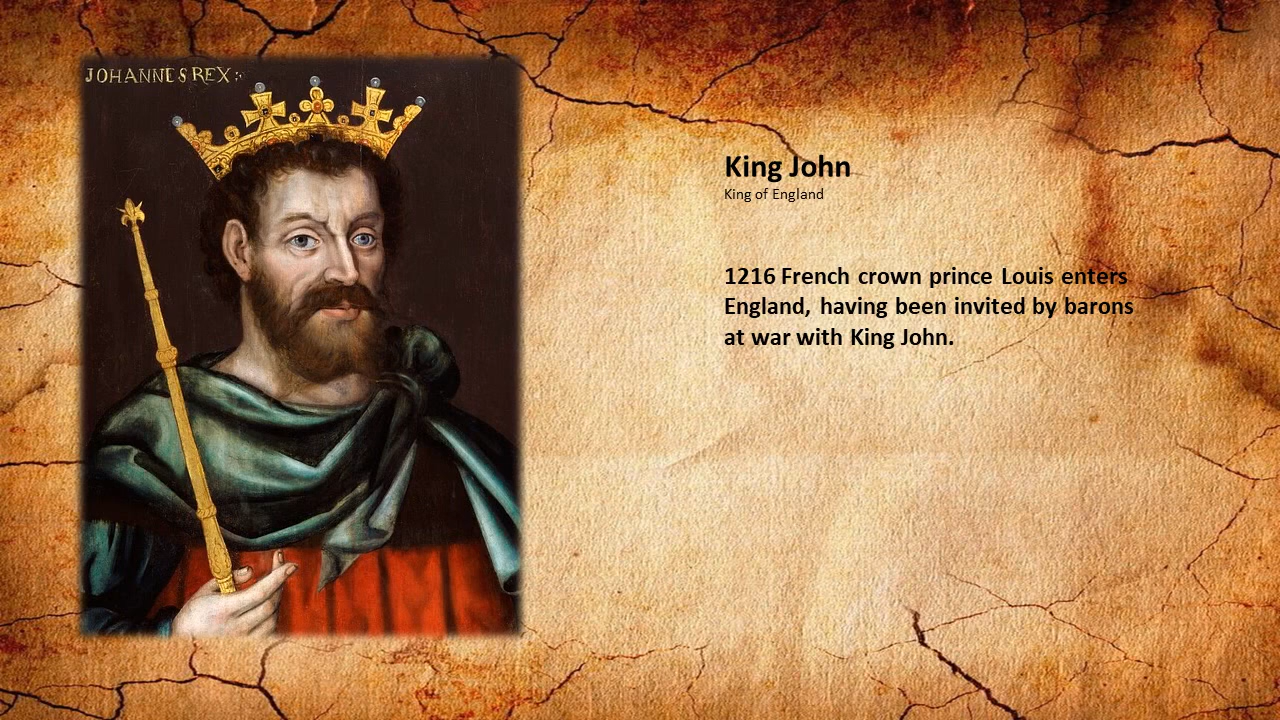 JOHANNES REX:
King John
King of England
1216 French crown prince Louis enters
England, having been invited by barons
at war with King John.